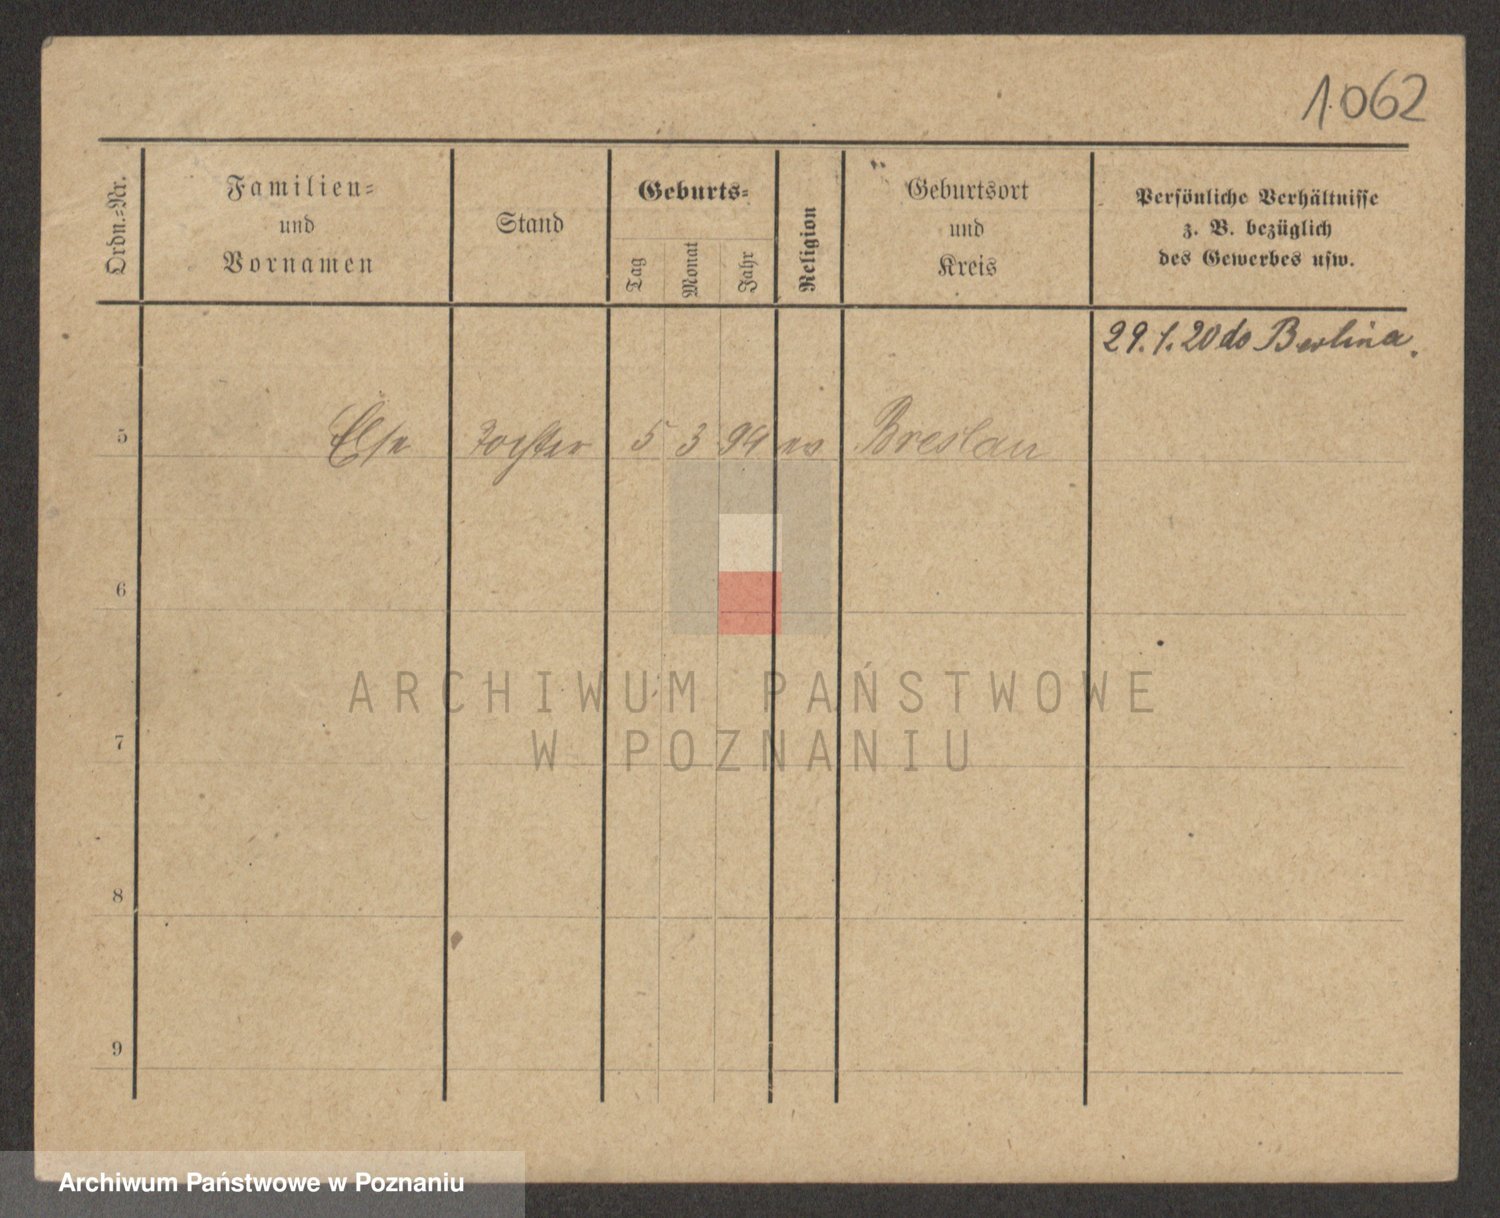 1.062
Ordn.=Nr.
Familien=
und
Vornamen
Stand
Geburts=
Tag
Monat
Jahr
Religion
Geburtsort
und
Kreis
Persönliche Verhältnisse
z. B. bezüglich
des Gewerbes usw.
29.1.20 do Berlina.
5 Else Tochter 5 3 94 ev Breslau
6
7
8
9
ARCHIWUM PAŃSTWOWE
W POZNANIU
Archiwum Państwowe w Poznaniu